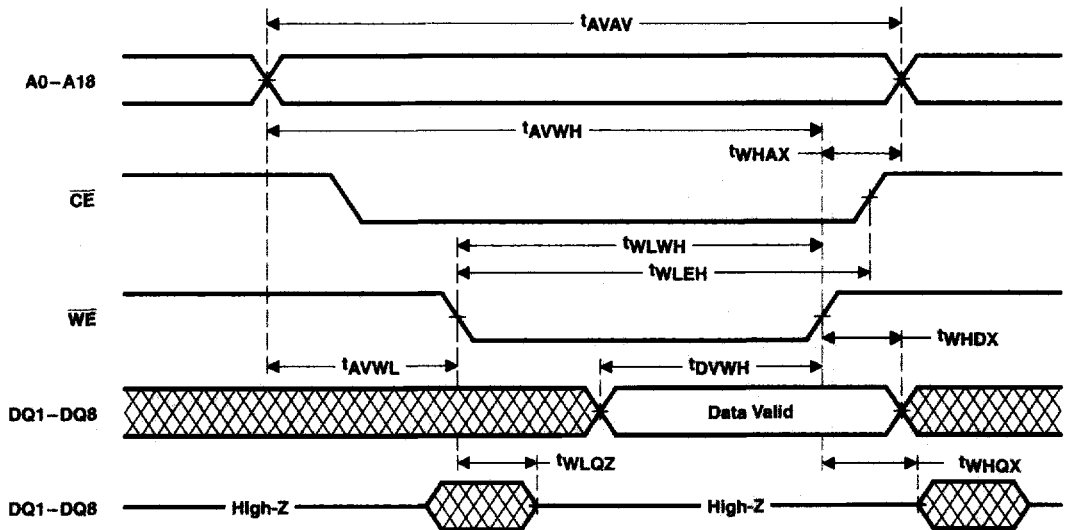 tAVAV
A0–A18
tAVWH
tWHAX
CE
tWLWH
tWLEH
WE
tWHDX
tAVWL
tDVWH
DQ1–DQ8
Data Valid
tWLQZ
tWHQX
DQ1–DQ8
High-Z
High-Z